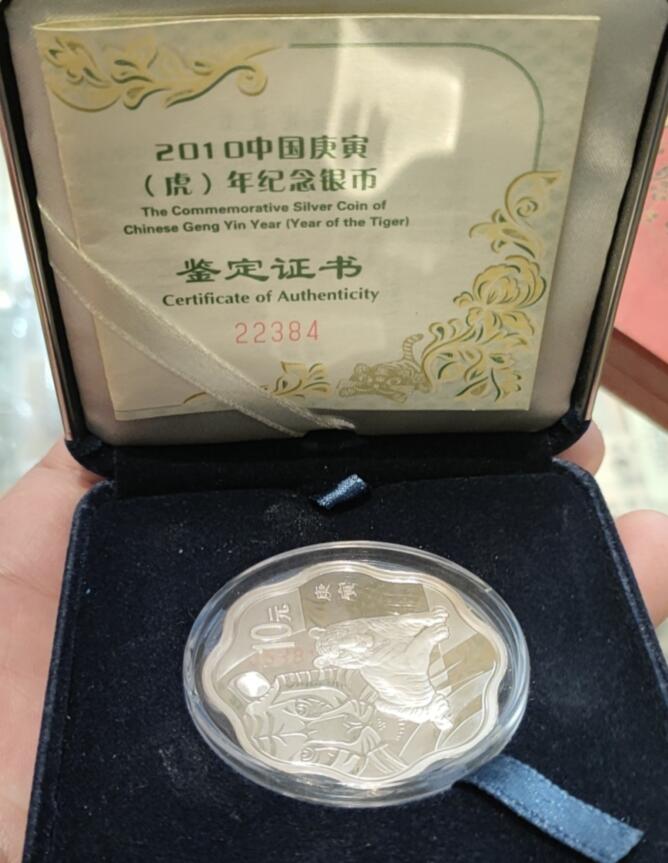 2010中国庚寅
（虎）年纪念银币
The Commemorative Silver Coin of
Chinese Geng Yin Year (Year of the Tiger)
鉴定证书
Certificate of Authenticity
22384
庚寅
10元